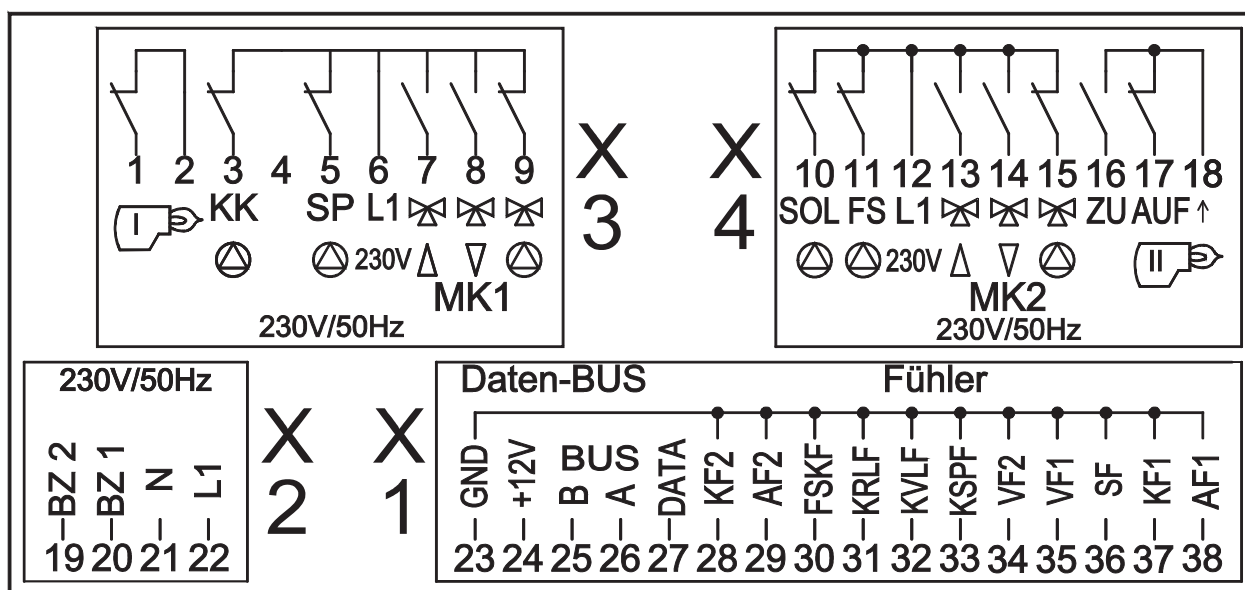 1 2 3 4 5 6 7 8 9
KK SP L1
I
230V
MK1
230V/50Hz
X
3
X
4
10 11 12 13 14 15 16 17 18
SOL FS L1 ZU AUF ↑
230V II
MK2
230V/50Hz
230V/50Hz
BZ 2 BZ 1 N L1
19 20 21 22
X
2
X
1
Daten-BUS Fühler
GND +12V BUS B A DATA KF2 AF2 FSKF KRLF KVLF KSPF VF2 VF1 SF KF1 AF1
23 24 25 26 27 28 29 30 31 32 33 34 35 36 37 38